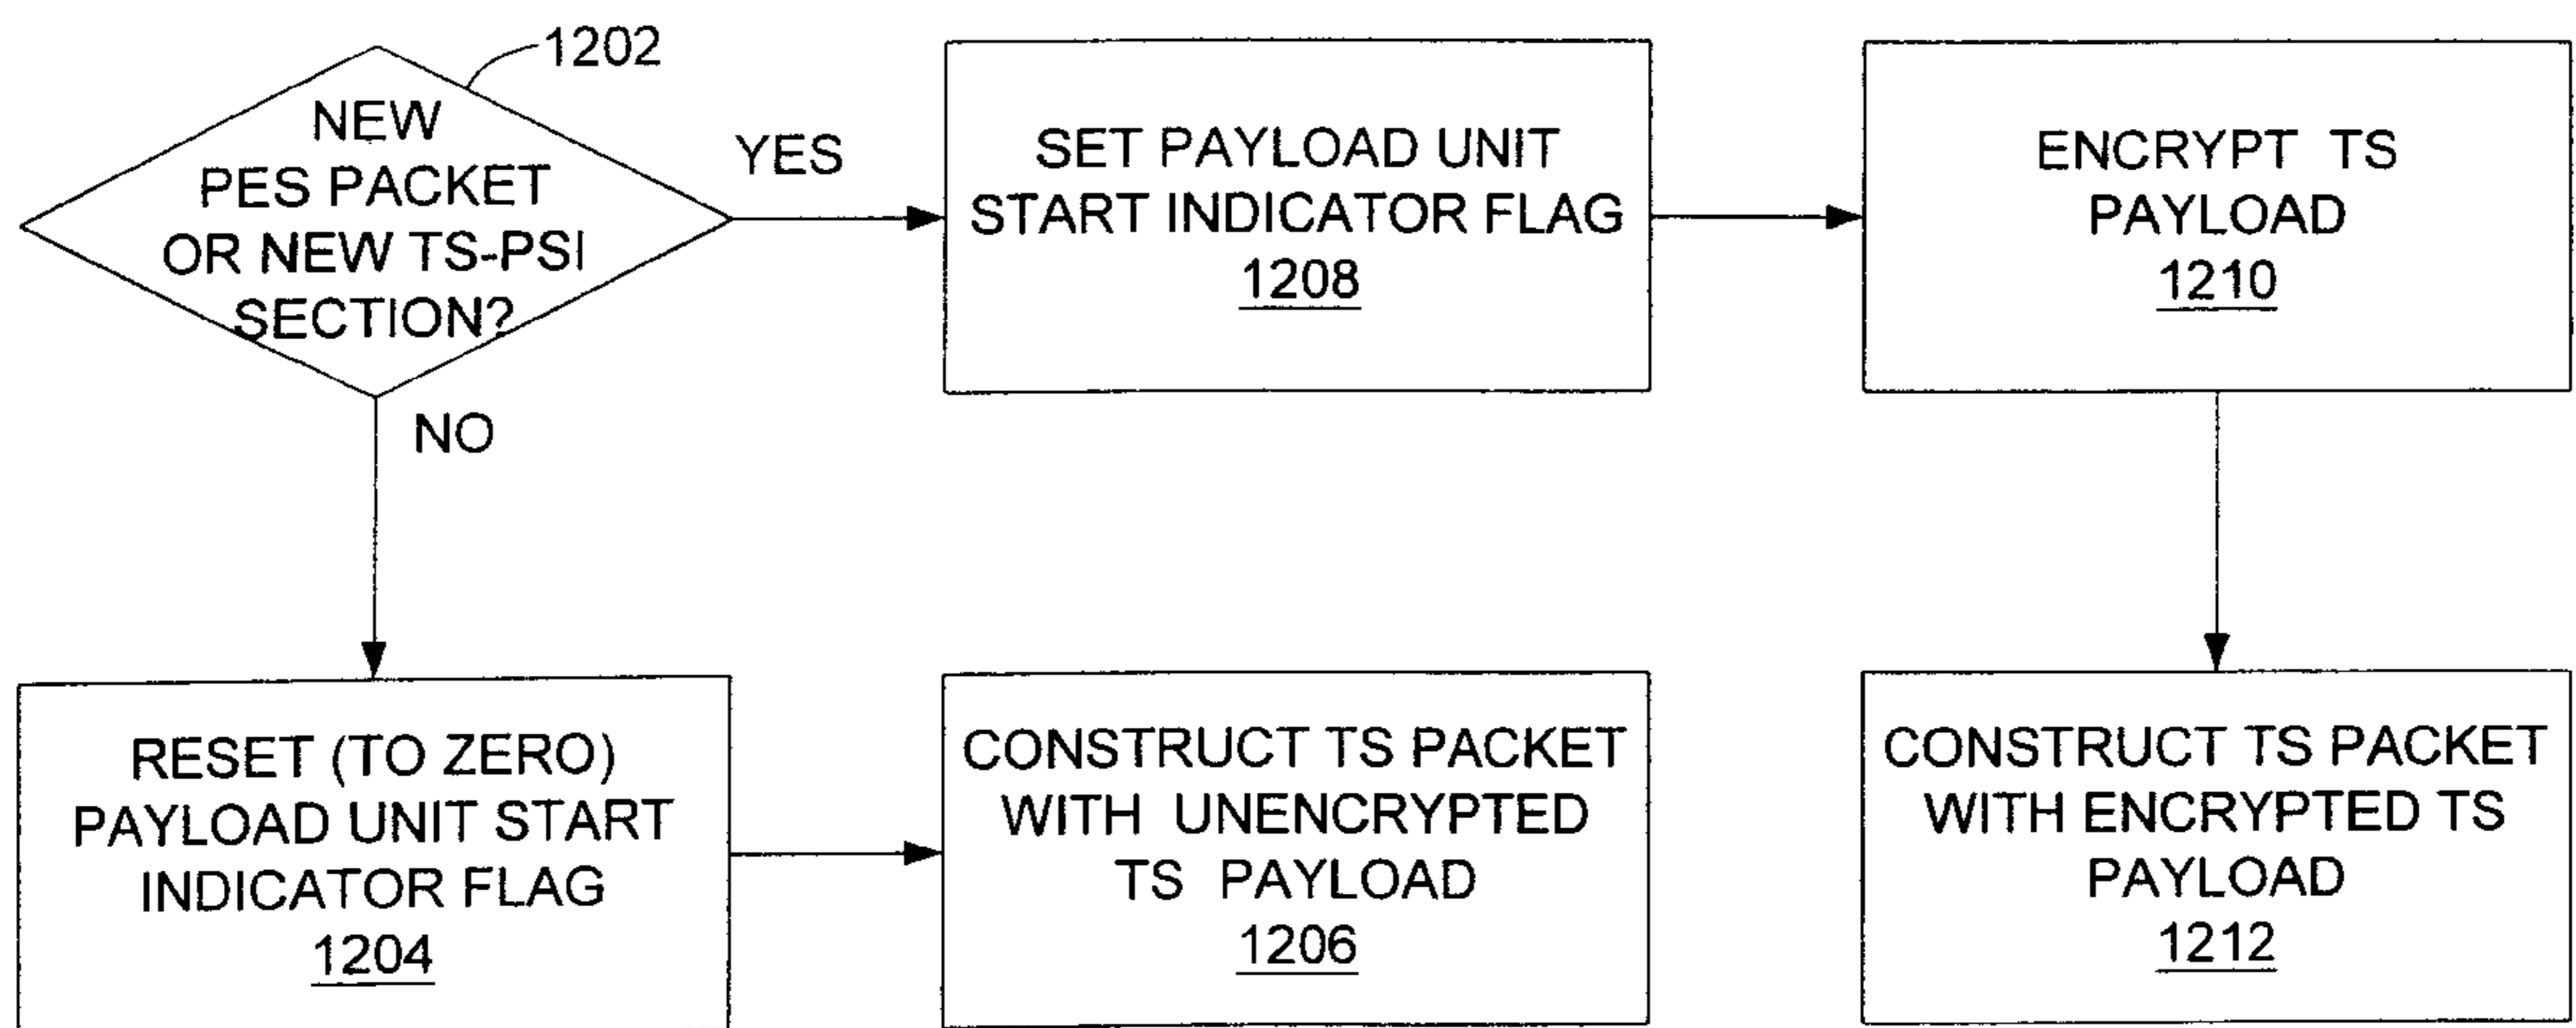 1202
NEW
PES PACKET
OR NEW TS-PSI
SECTION?
YES
NO
SET PAYLOAD UNIT
START INDICATOR FLAG
1208
ENCRYPT TS
PAYLOAD
1210
RESET (TO ZERO)
PAYLOAD UNIT START
INDICATOR FLAG
1204
CONSTRUCT TS PACKET
WITH UNENCRYPTED
TS PAYLOAD
1206
CONSTRUCT TS PACKET
WITH ENCRYPTED TS
PAYLOAD
1212